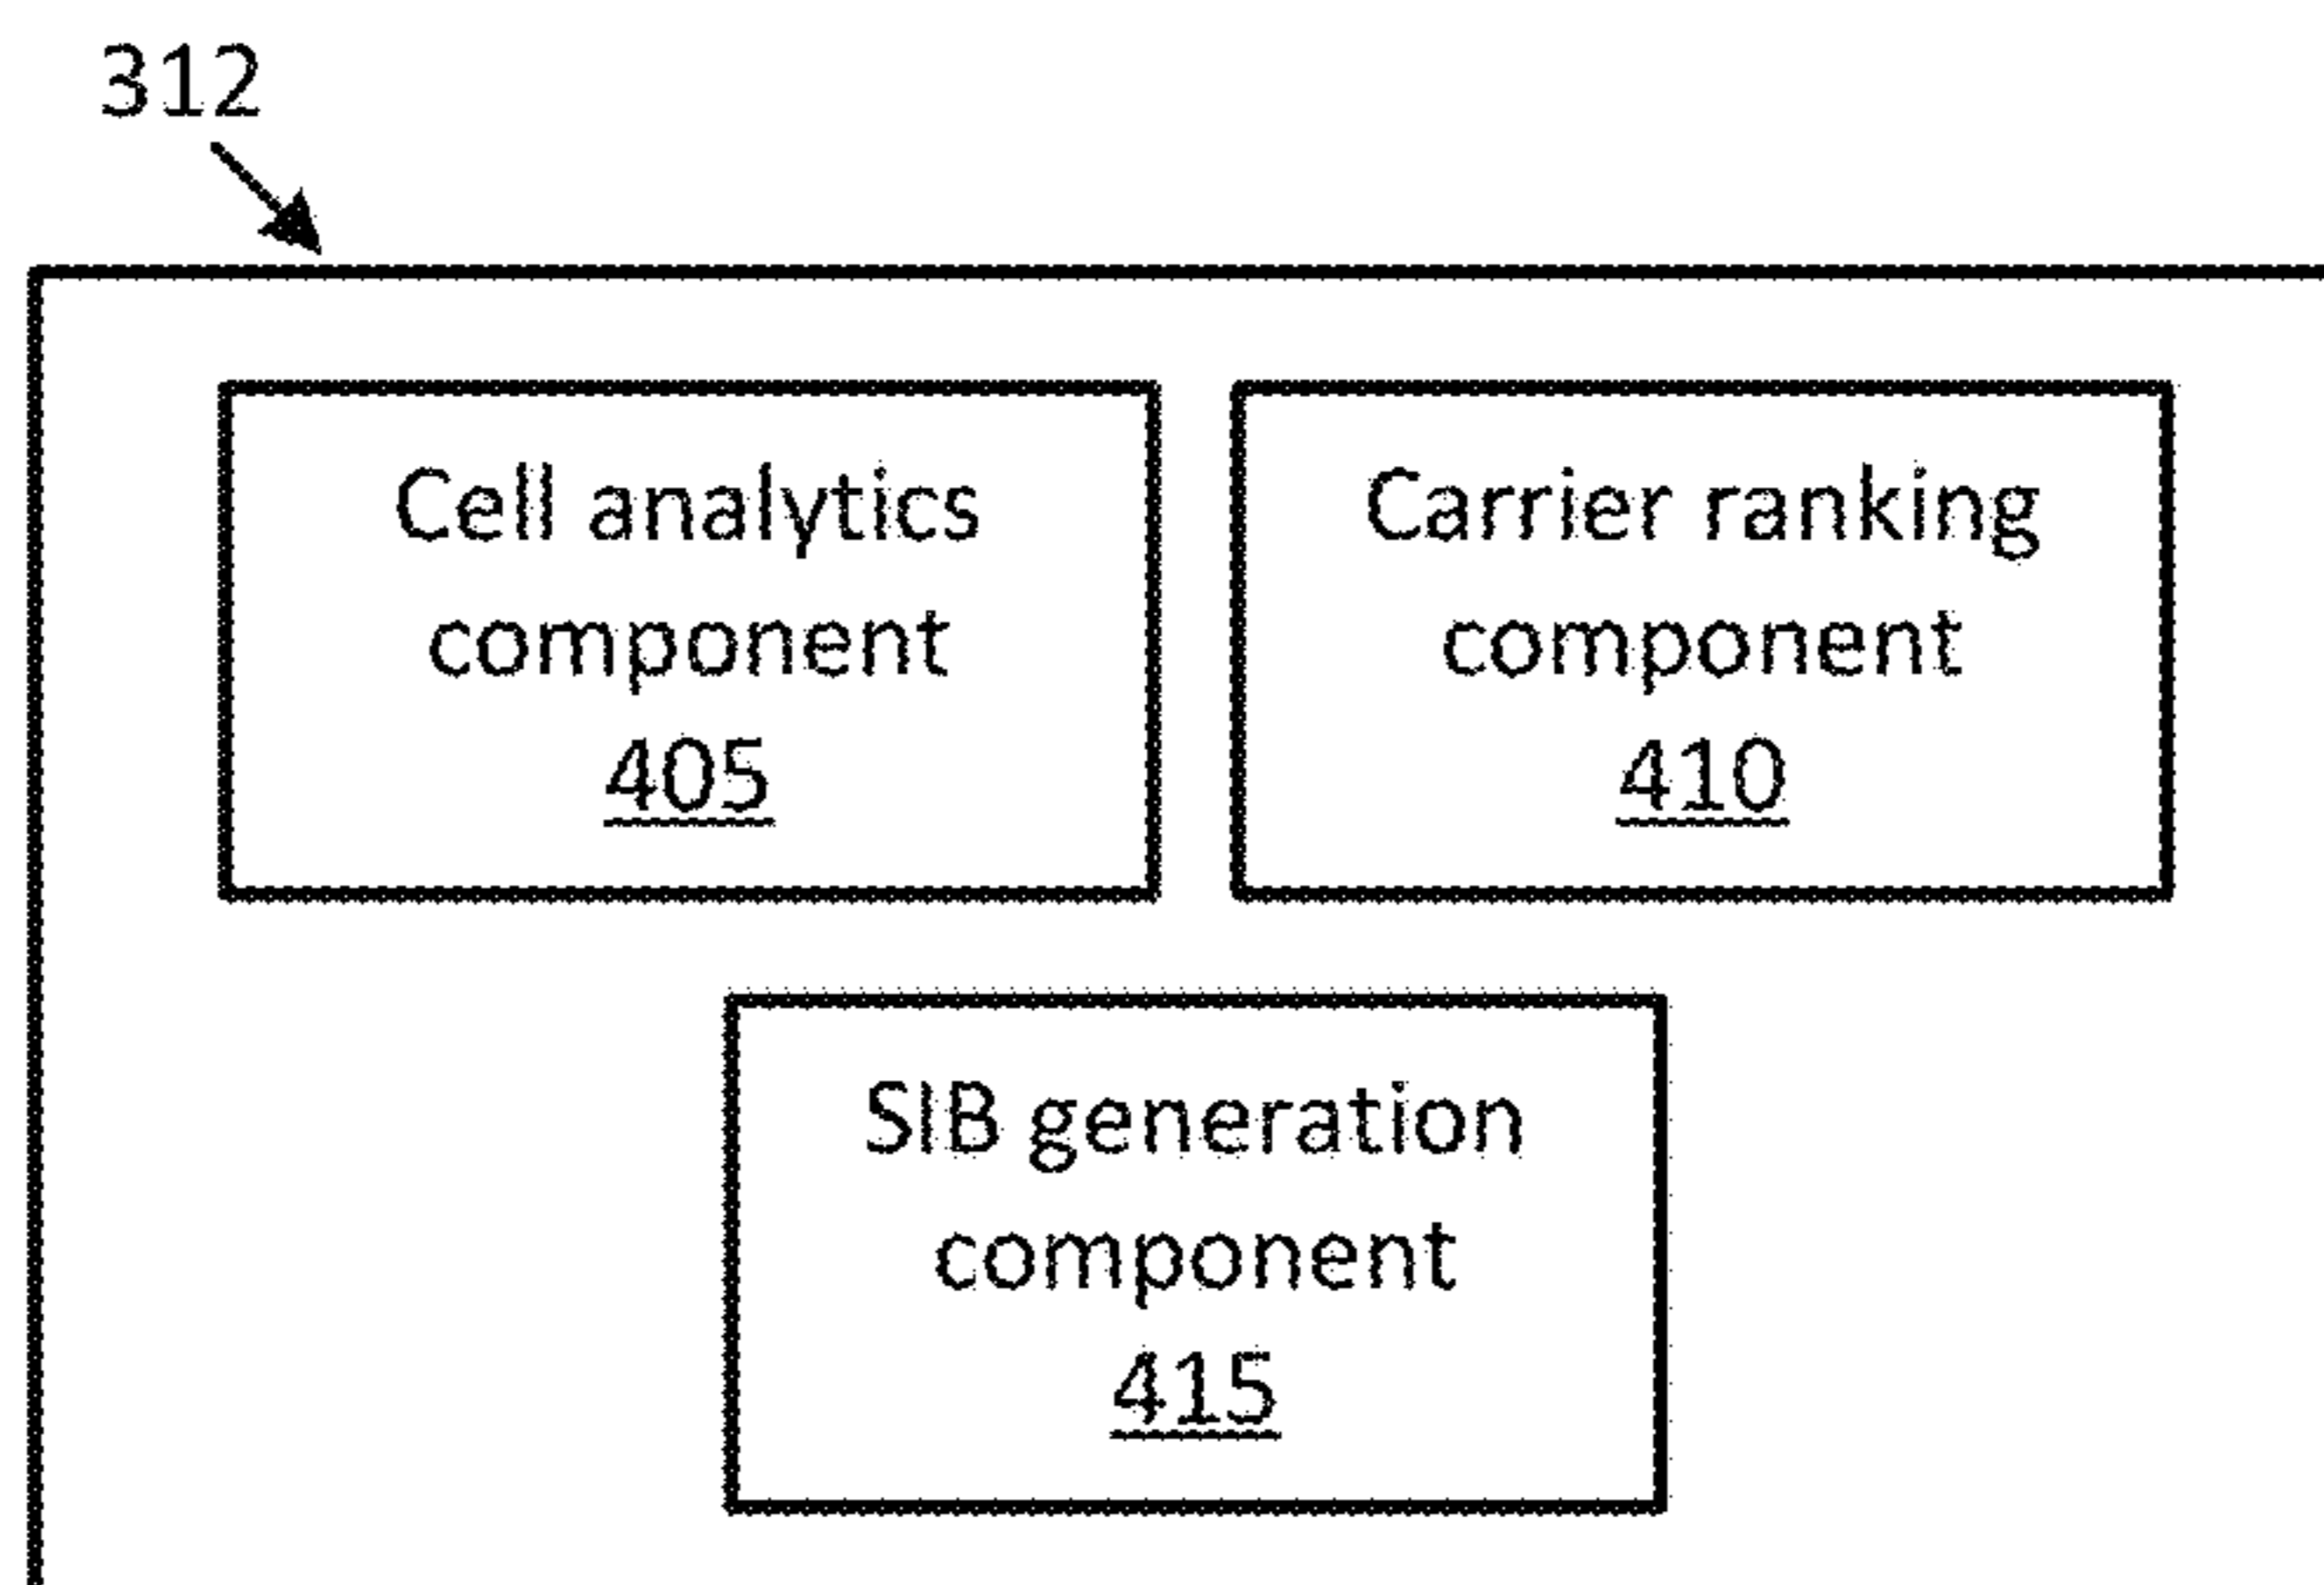 312
Cell analytics
component
405
Carrier ranking
component
410
SIB generation
component
415